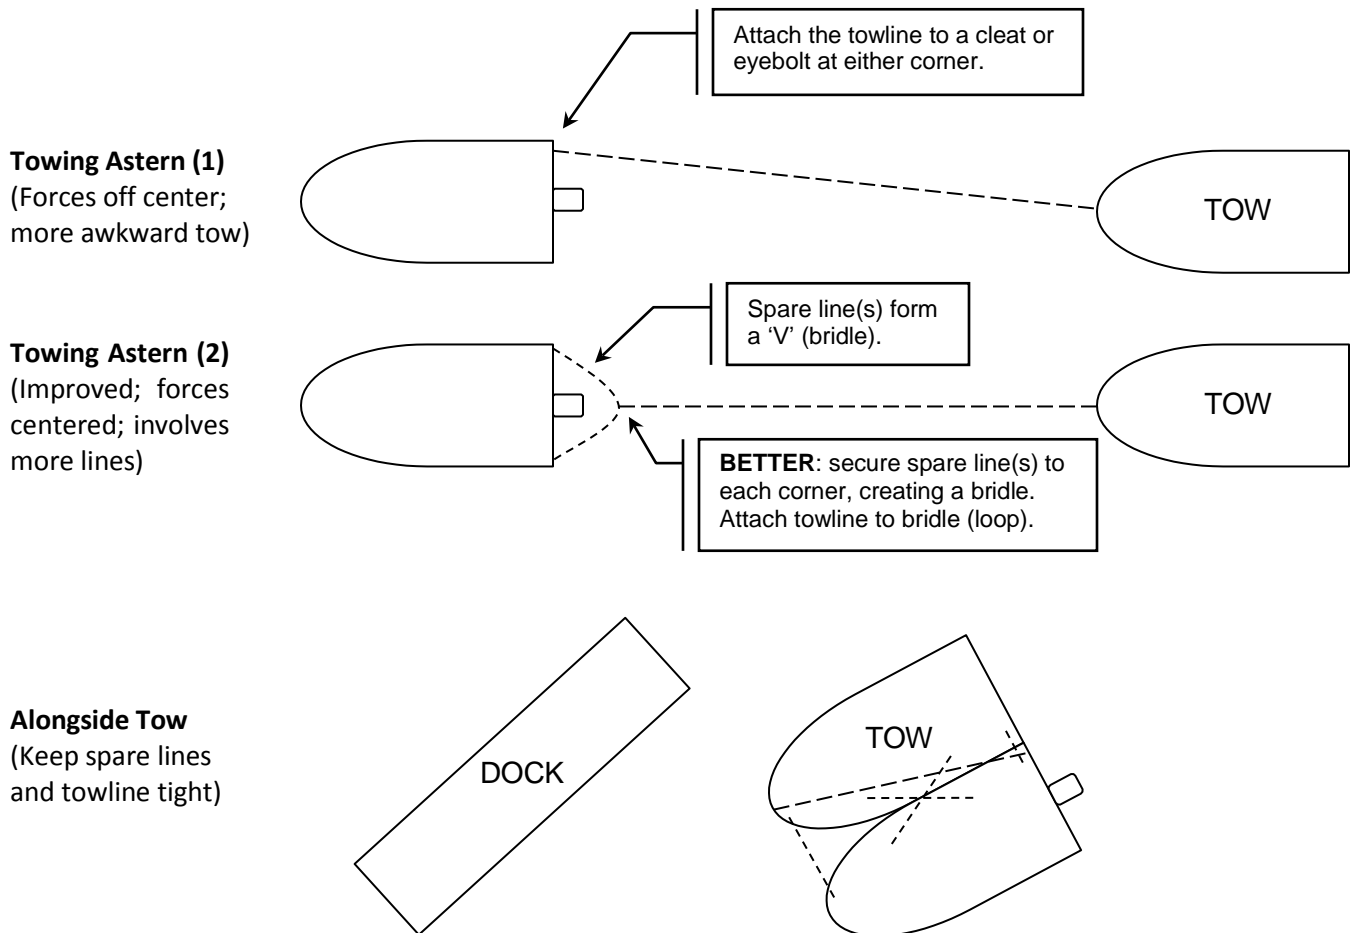 Attach the towline to a cleat or
eyebolt at either corner.
Towing Astern (1)
(Forces off center;
more awkward tow)
TOW
Spare line(s) form
a ‘V’ (bridle).
Towing Astern (2)
(Improved; forces
centered; involves
more lines)
TOW
BETTER: secure spare line(s) to
each corner, creating a bridle.
Attach towline to bridle (loop).
Alongside Tow
(Keep spare lines
and towline tight)
DOCK
TOW